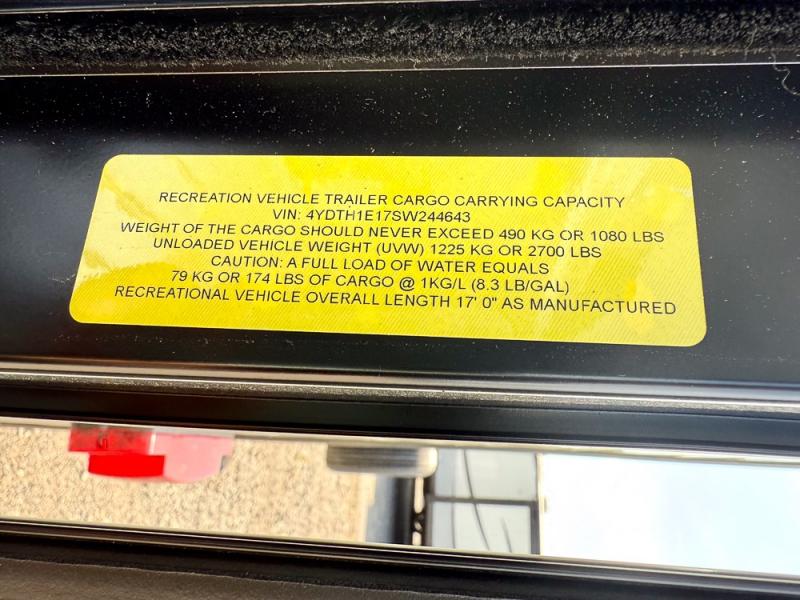 RECREATION VEHICLE TRAILER CARGO CARRYING CAPACITY
VIN: 4YDTH1E17SW244643
WEIGHT OF THE CARGO SHOULD NEVER EXCEED 490 KG OR 1080 LBS
UNLOADED VEHICLE WEIGHT (UVW) 1225 KG OR 2700 LBS
CAUTION: A FULL LOAD OF WATER EQUALS
79 KG OR 174 LBS OF CARGO @ 1KG/L (8.3 LB/GAL)
RECREATIONAL VEHICLE OVERALL LENGTH 17' 0" AS MANUFACTURED